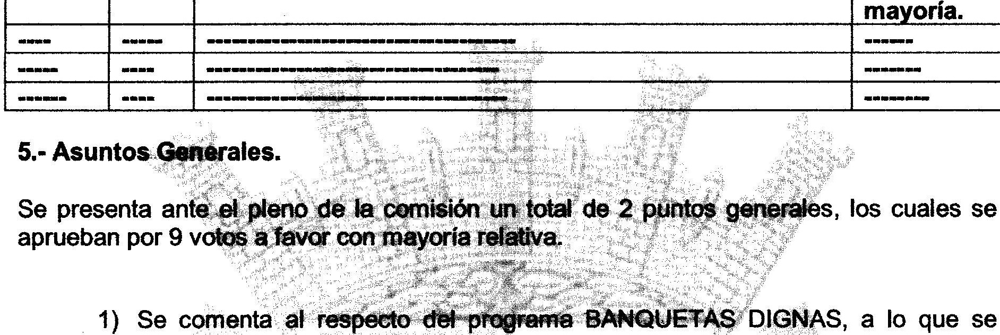 mayoría.
---- ----- -------------------------------------- ------
----- ---- ------------------------------------ -------
------ ---- ------------------------------------- --------
5.- Asuntos Generales.
Se presenta ante el pleno de la comisión un total de 2 puntos generales, los cuales se
aprueban por 9 votos a favor con mayoría relativa.
1) Se comenta al respecto del programa BANQUETAS DIGNAS, a lo que se